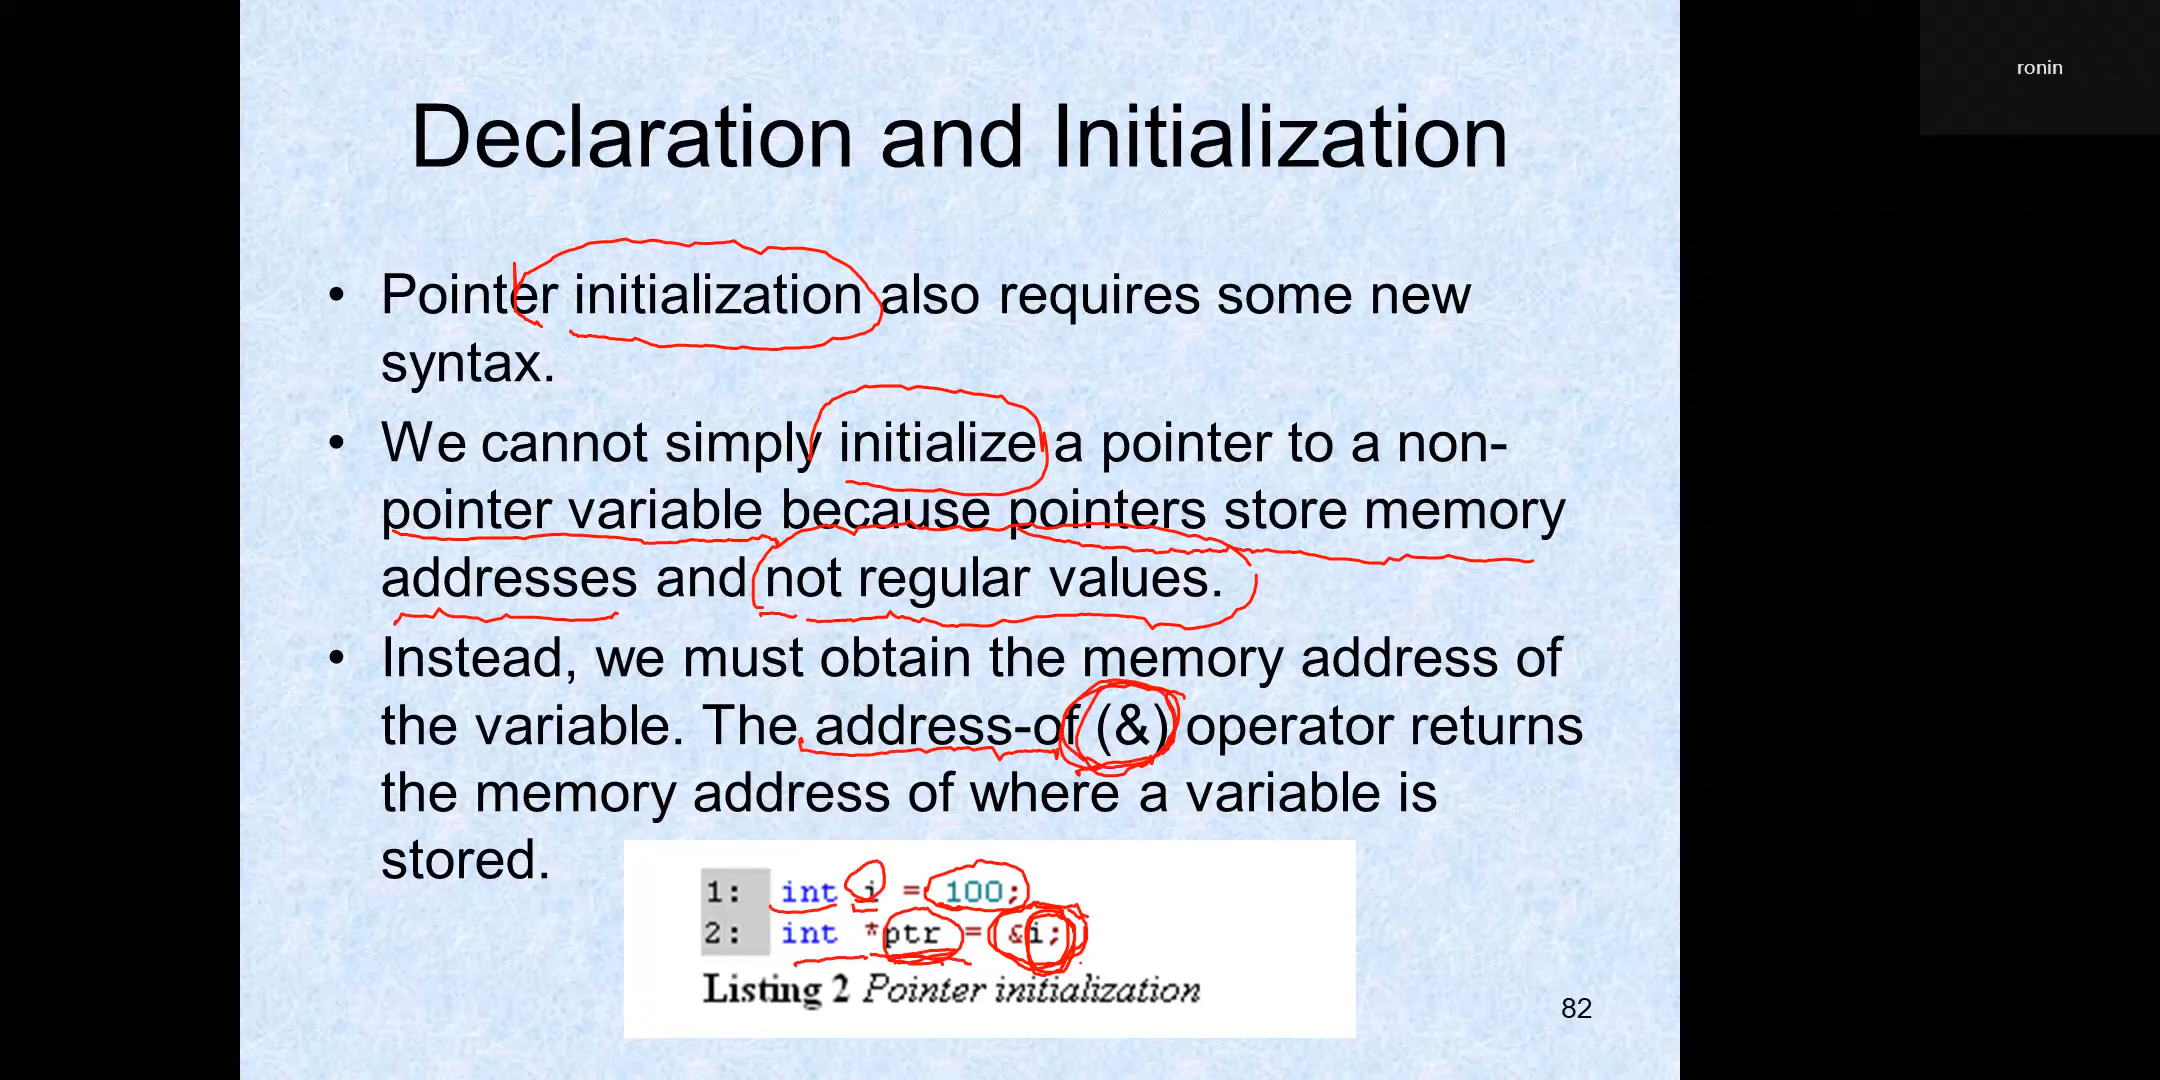 ronin
Declaration and Initialization
• Pointer initialization also requires some new
syntax.
• We cannot simply initialize a pointer to a non-
pointer variable because pointers store memory
addresses and not regular values.
• Instead, we must obtain the memory address of
the variable. The address-of (&) operator returns
the memory address of where a variable is
stored.
1: int i = 100;
2: int *ptr = &i;
Listing 2 Pointer initialization
82